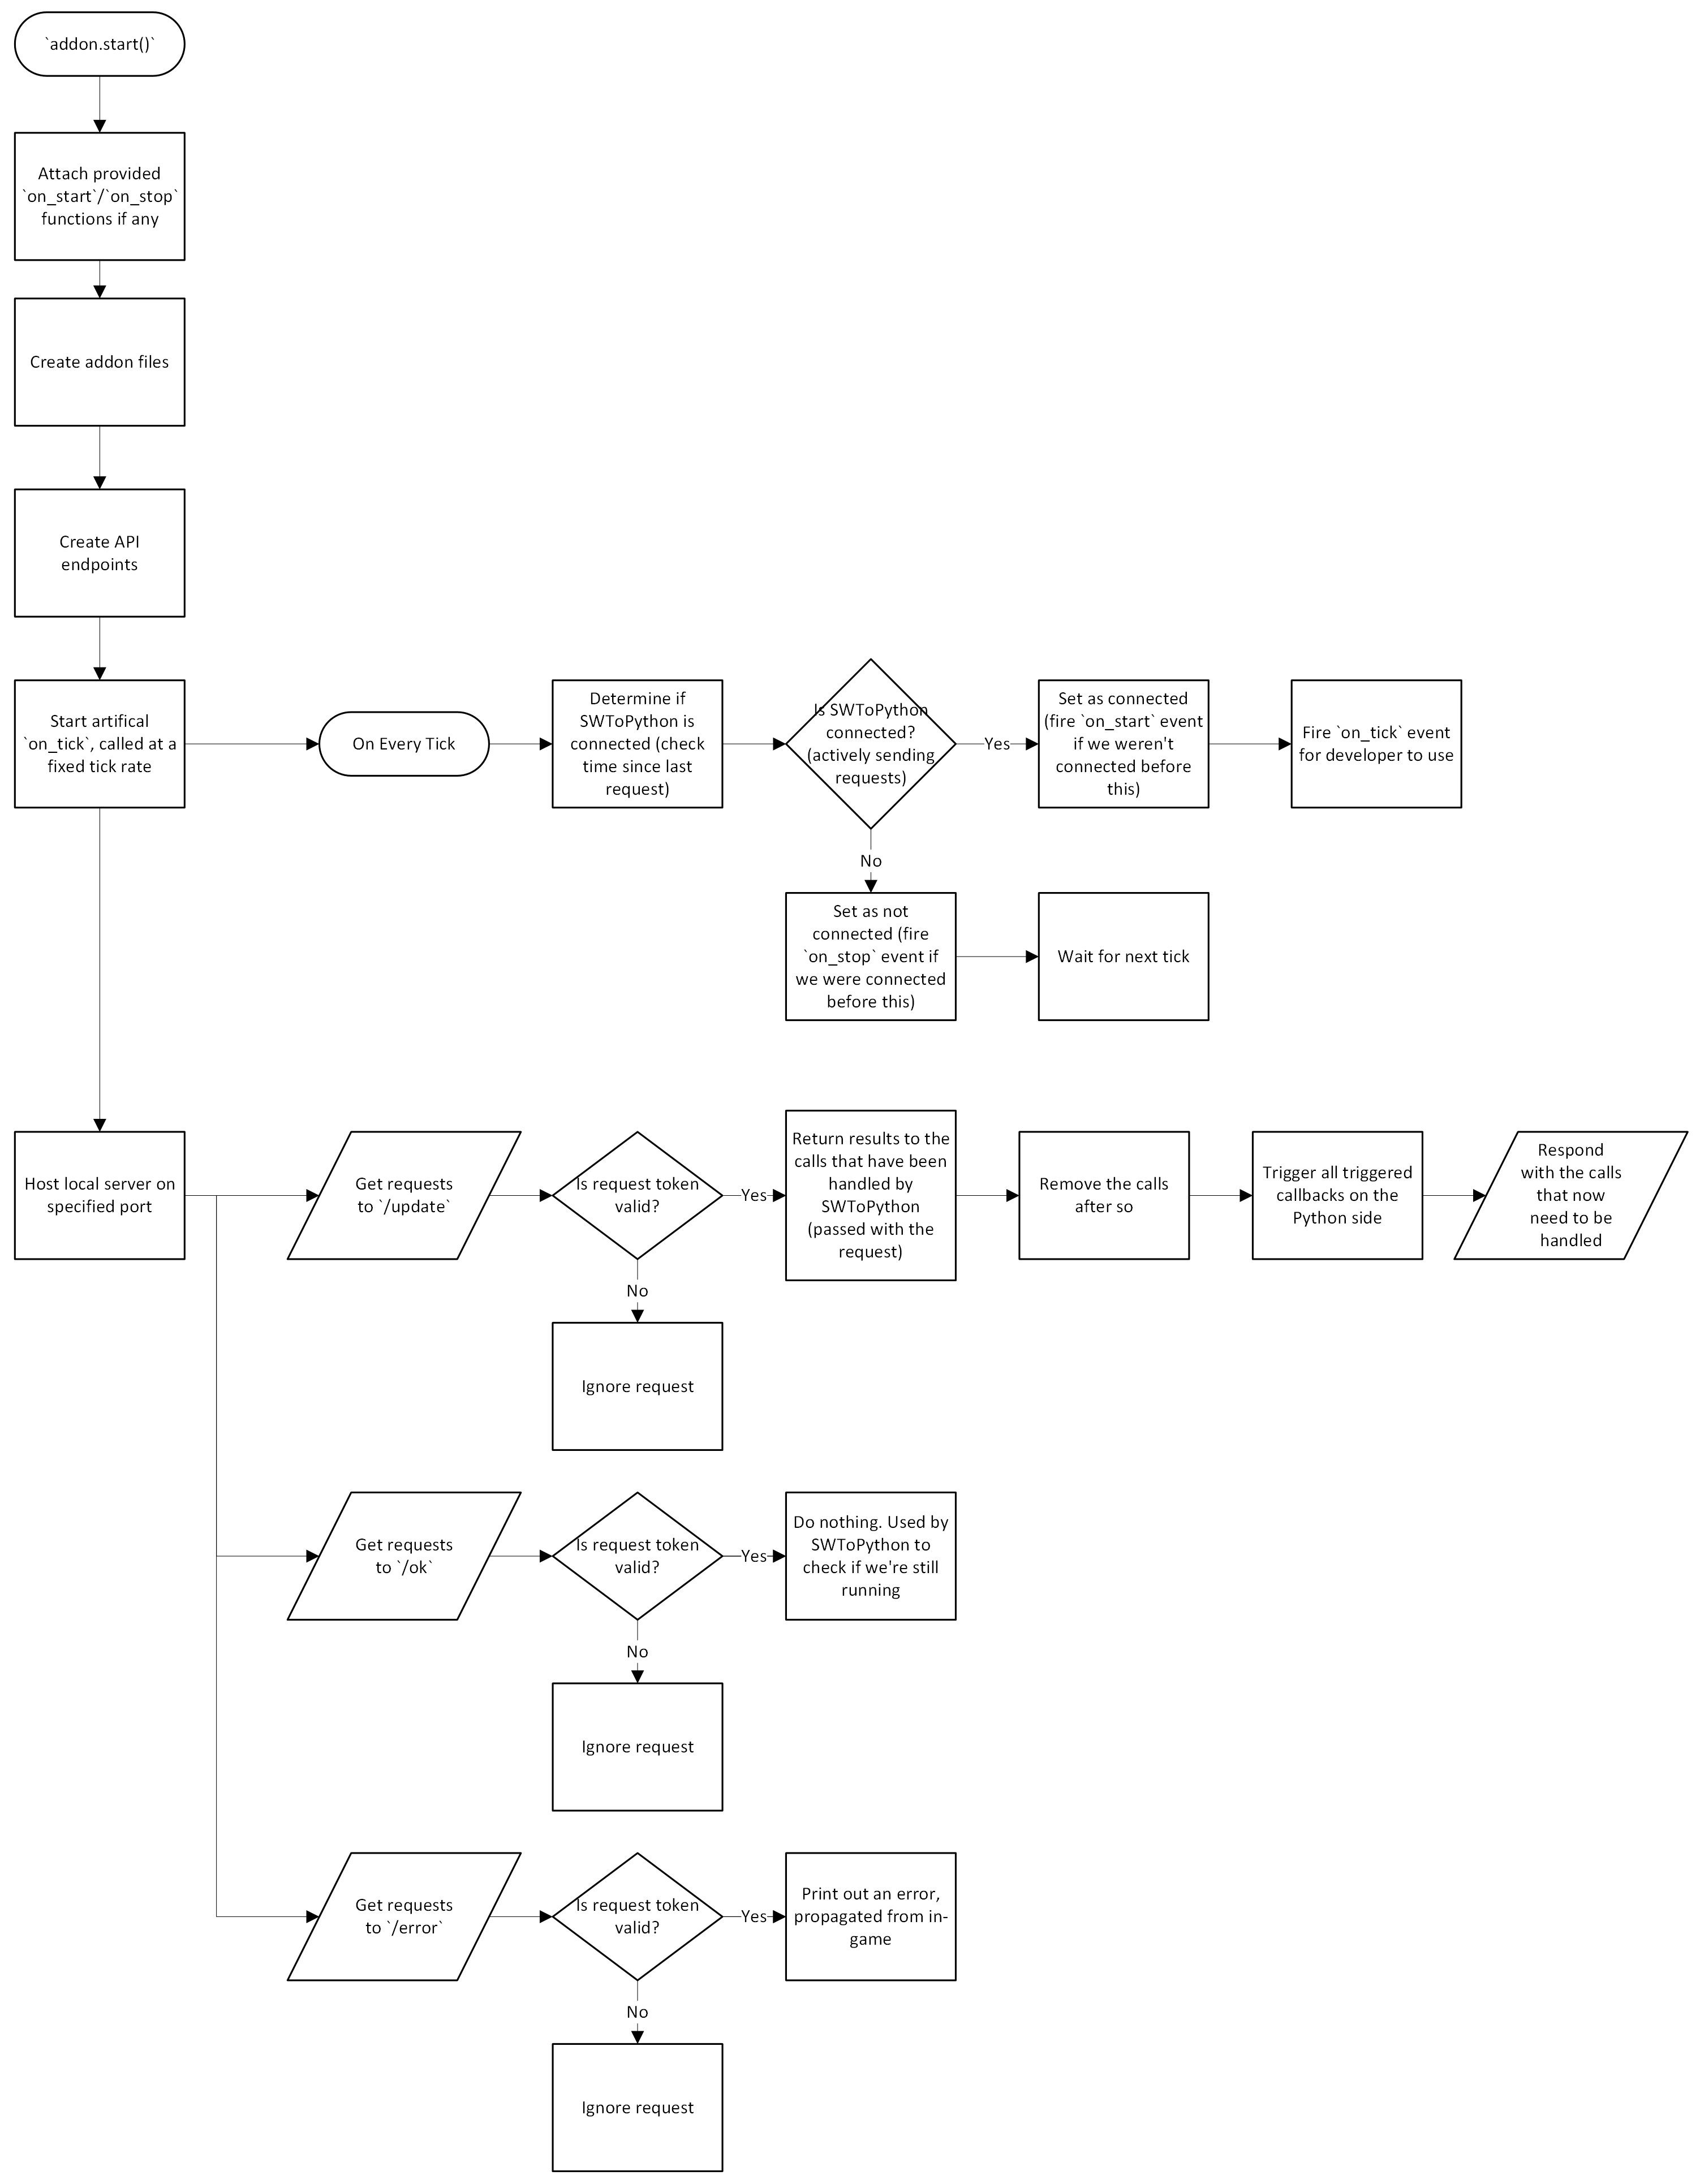 `addon.start()`
Attach provided
`on_start`/`on_stop`
functions if any
Create addon files
Create API
endpoints
Start artifical
`on_tick`, called at a
fixed tick rate
On Every Tick
Determine if
SWToPython is
connected (check
time since last
request)
Is SWToPython
connected?
(actively sending
requests)
Yes
Set as connected
(fire `on_start` event
if we weren't
connected before
this)
Fire `on_tick` event
for developer to use
No
Set as not
connected (fire
`on_stop` event if
we were connected
before this)
Wait for next tick
Host local server on
specified port
Get requests
to `/update`
Is request token
valid?
Yes
Return results to the
calls that have been
handled by
SWToPython
(passed with the
request)
Remove the calls
after so
Trigger all triggered
callbacks on the
Python side
Respond
with the calls
that now
need to be
handled
No
Ignore request
Get requests
to `/ok`
Is request token
valid?
Yes
Do nothing. Used by
SWToPython to
check if we're still
running
No
Ignore request
Get requests
to `/error`
Is request token
valid?
Yes
Print out an error,
propagated from in-
game
No
Ignore request